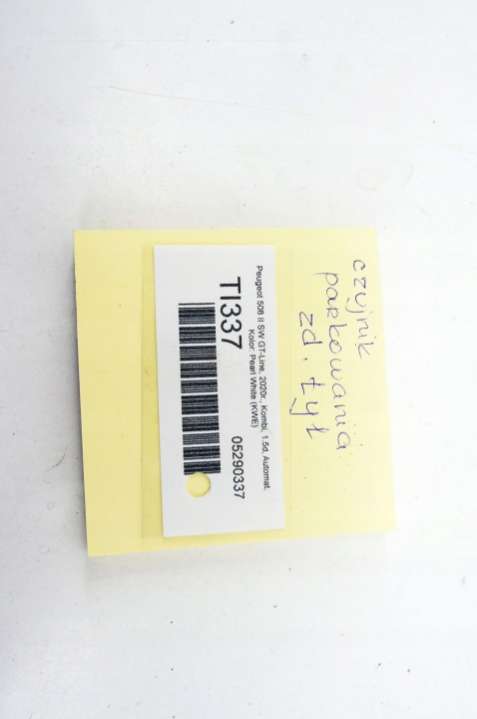 czujnik
parkowania
zd. tył
Peugeot 508 II SW GT-Line, 2020r., Kombi, 1.5d, Automat,
Kolor: Pearl White (KWE)
TI337
05290337